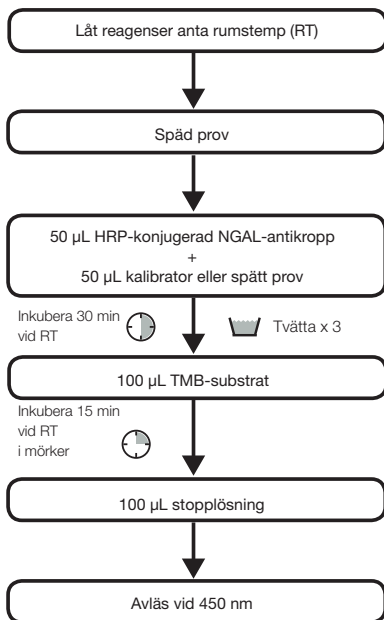 Låt reagenser anta rumstemp (RT)
Späd prov
50 µL HRP-konjugerad NGAL-antikropp
+
50 µL kalibrator eller spätt prov
Inkubera 30 min
vid RT
Tvätta x 3
100 µL TMB-substrat
Inkubera 15 min
vid RT
i mörker
100 µL stopplösning
Avläs vid 450 nm